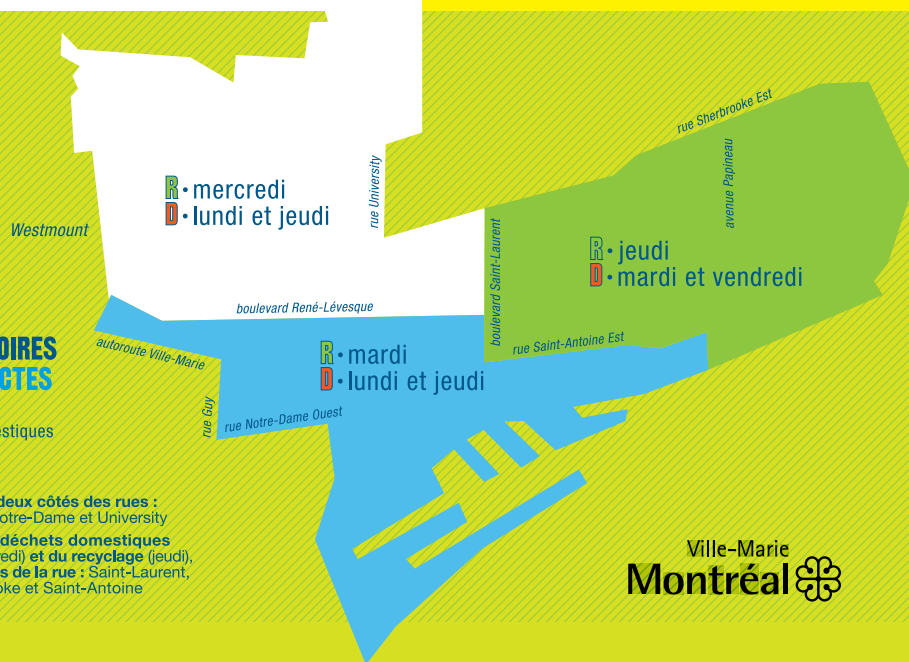 rue Sherbrooke Est
avenue Papineau
rue University
R • mercredi
D • lundi et jeudi
Westmount
boulevard Saint-Laurent
R • jeudi
D • mardi et vendredi
boulevard René-Lévesque
rue Saint-Antoine Est
autoroute Ville-Marie
R • mardi
D • lundi et jeudi
OIRES
CTES
rue Guy
rue Notre-Dame Ouest
estiques
deux côtés des rues :
otre-Dame et University
déchets domestiques
redi) et du recyclage (jeudi),
s de la rue : Saint-Laurent,
oke et Saint-Antoine
Ville-Marie
Montréal